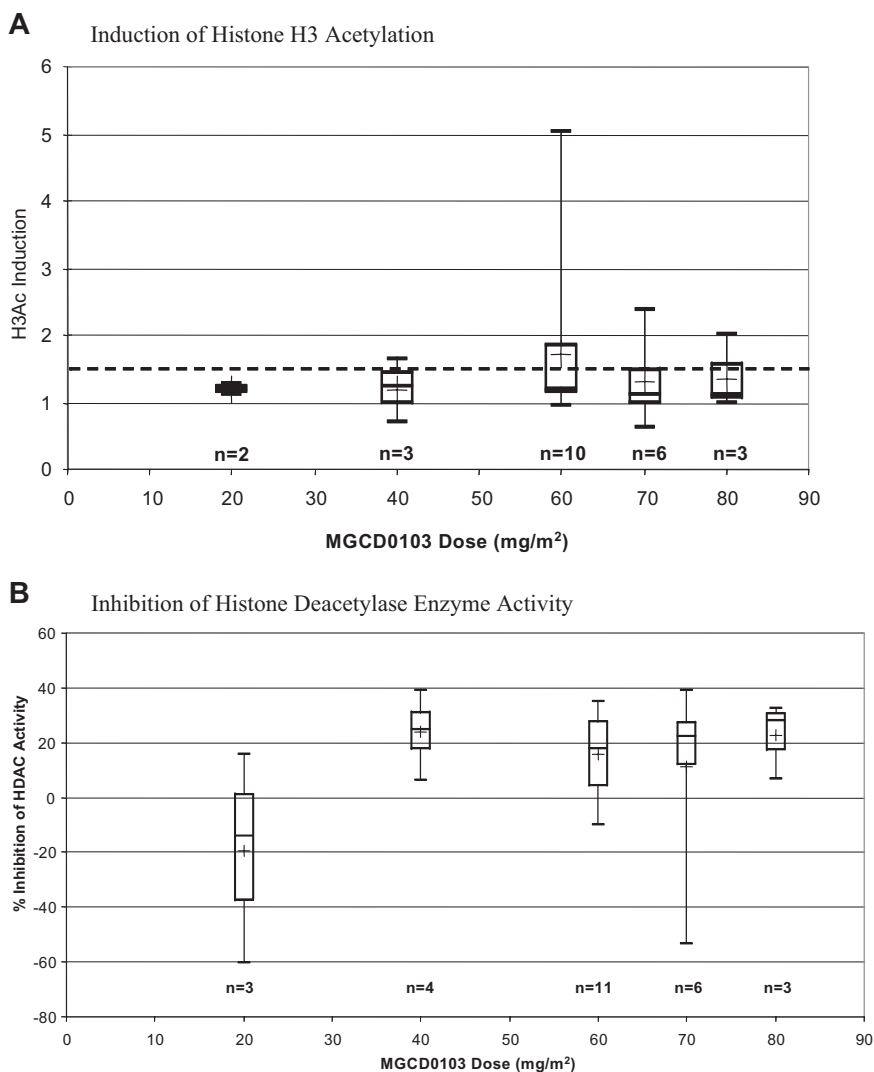 A
Induction of Histone H3 Acetylation
6
5
4
3
2
1
0
H3Ac Induction
n=2 n=3 n=10 n=6 n=3
0 10 20 30 40 50 60 70 80 90
MGCD0103 Dose (mg/m²)
B
Inhibition of Histone Deacetylase Enzyme Activity
60
40
20
0
-20
-40
-60
-80
% Inhibition of HDAC Activity
n=3 n=4 n=11 n=6 n=3
0 10 20 30 40 50 60 70 80 90
MGCD0103 Dose (mg/m²)